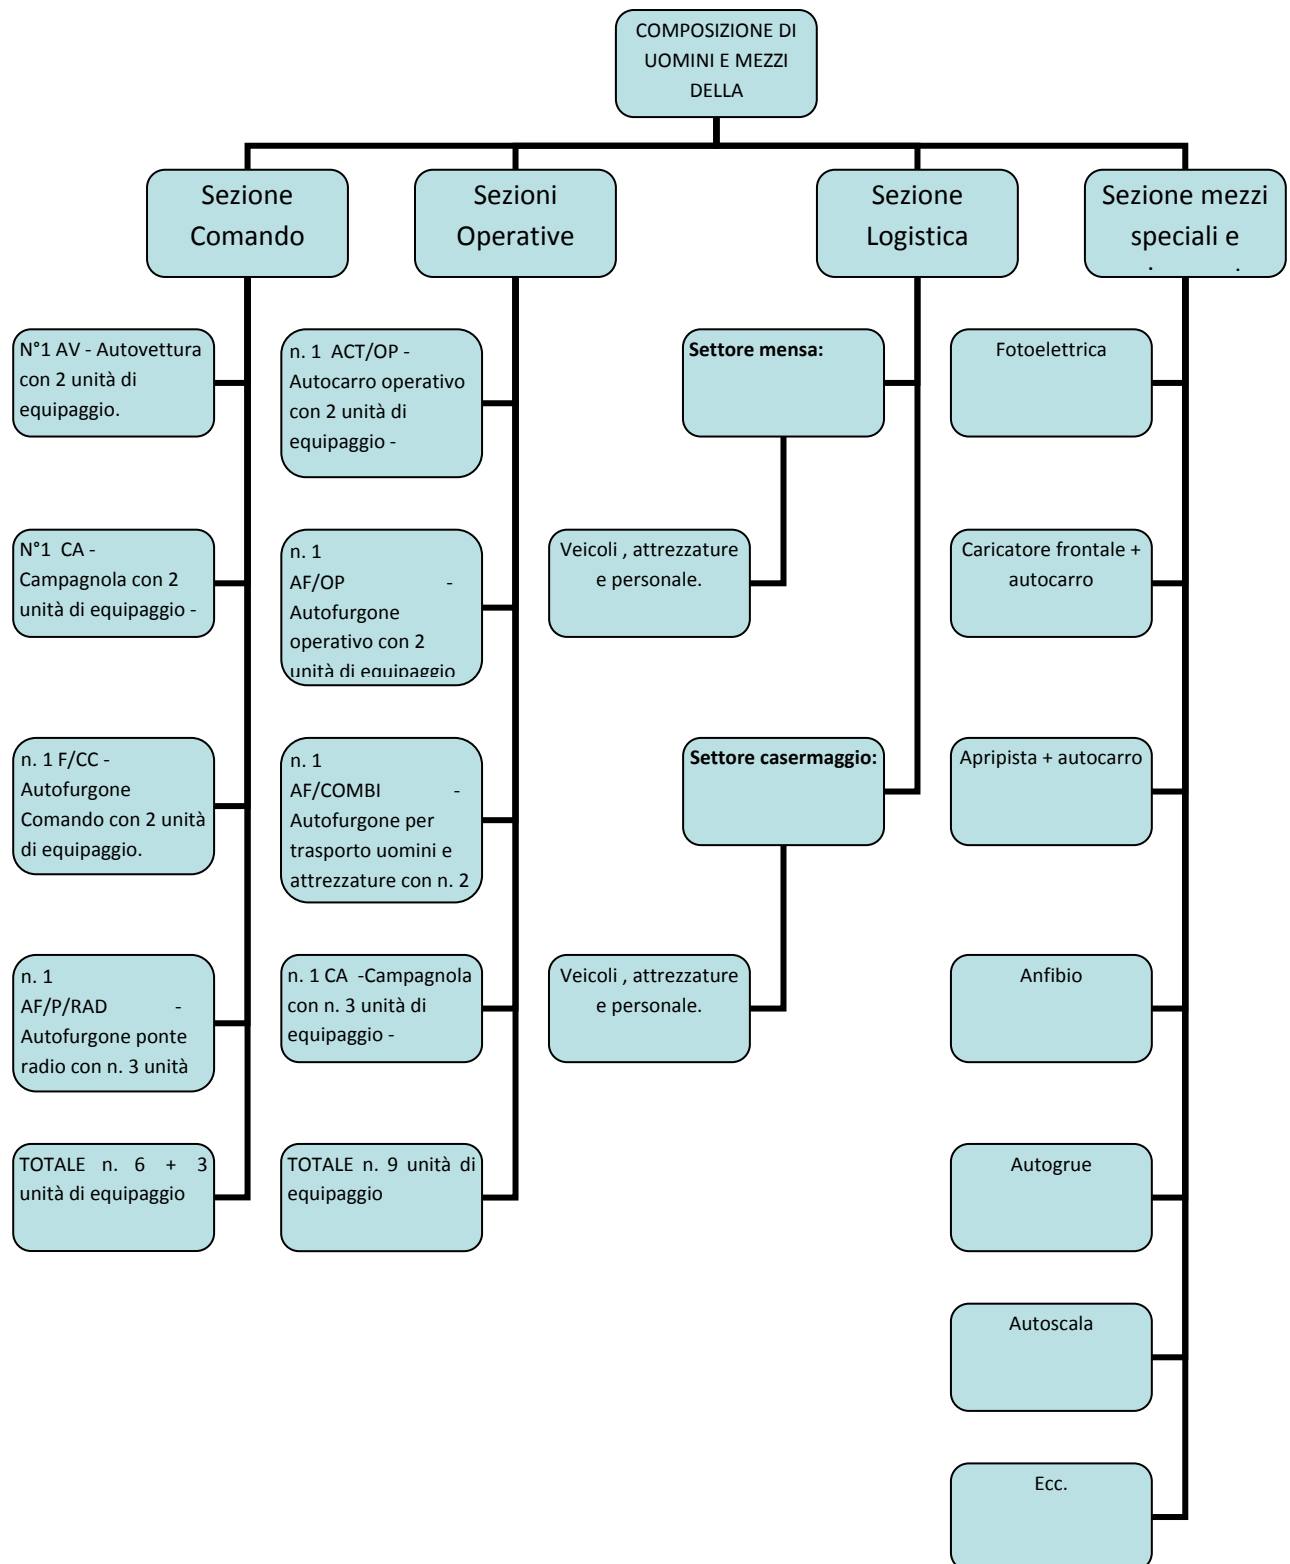 COMPOSIZIONE DI
UOMINI E MEZZI
DELLA
Sezione
Comando
N°1 AV - Autovettura
con 2 unità di
equipaggio.
N°1 CA -
Campagnola con 2
unità di equipaggio -
n. 1 F/CC -
Autofurgone
Comando con 2 unità
di equipaggio.
n. 1
AF/P/RAD -
Autofurgone ponte
radio con n. 3 unità
TOTALE n. 6 + 3
unità di equipaggio
Sezioni
Operative
n. 1 ACT/OP -
Autocarro operativo
con 2 unità di
equipaggio -
n. 1
AF/OP -
Autofurgone
operativo con 2
unità di equipaggio
n. 1
AF/COMBI -
Autofurgone per
trasporto uomini e
attrezzature con n. 2
n. 1 CA -Campagnola
con n. 3 unità di
equipaggio -
TOTALE n. 9 unità di
equipaggio
Sezione
Logistica
Settore mensa:
Veicoli , attrezzature
e personale.
Settore casermaggio:
Veicoli , attrezzature
e personale.
Sezione mezzi
speciali e
Fotoelettrica
Caricatore frontale +
autocarro
Apripista + autocarro
Anfibio
Autogrue
Autoscala
Ecc.